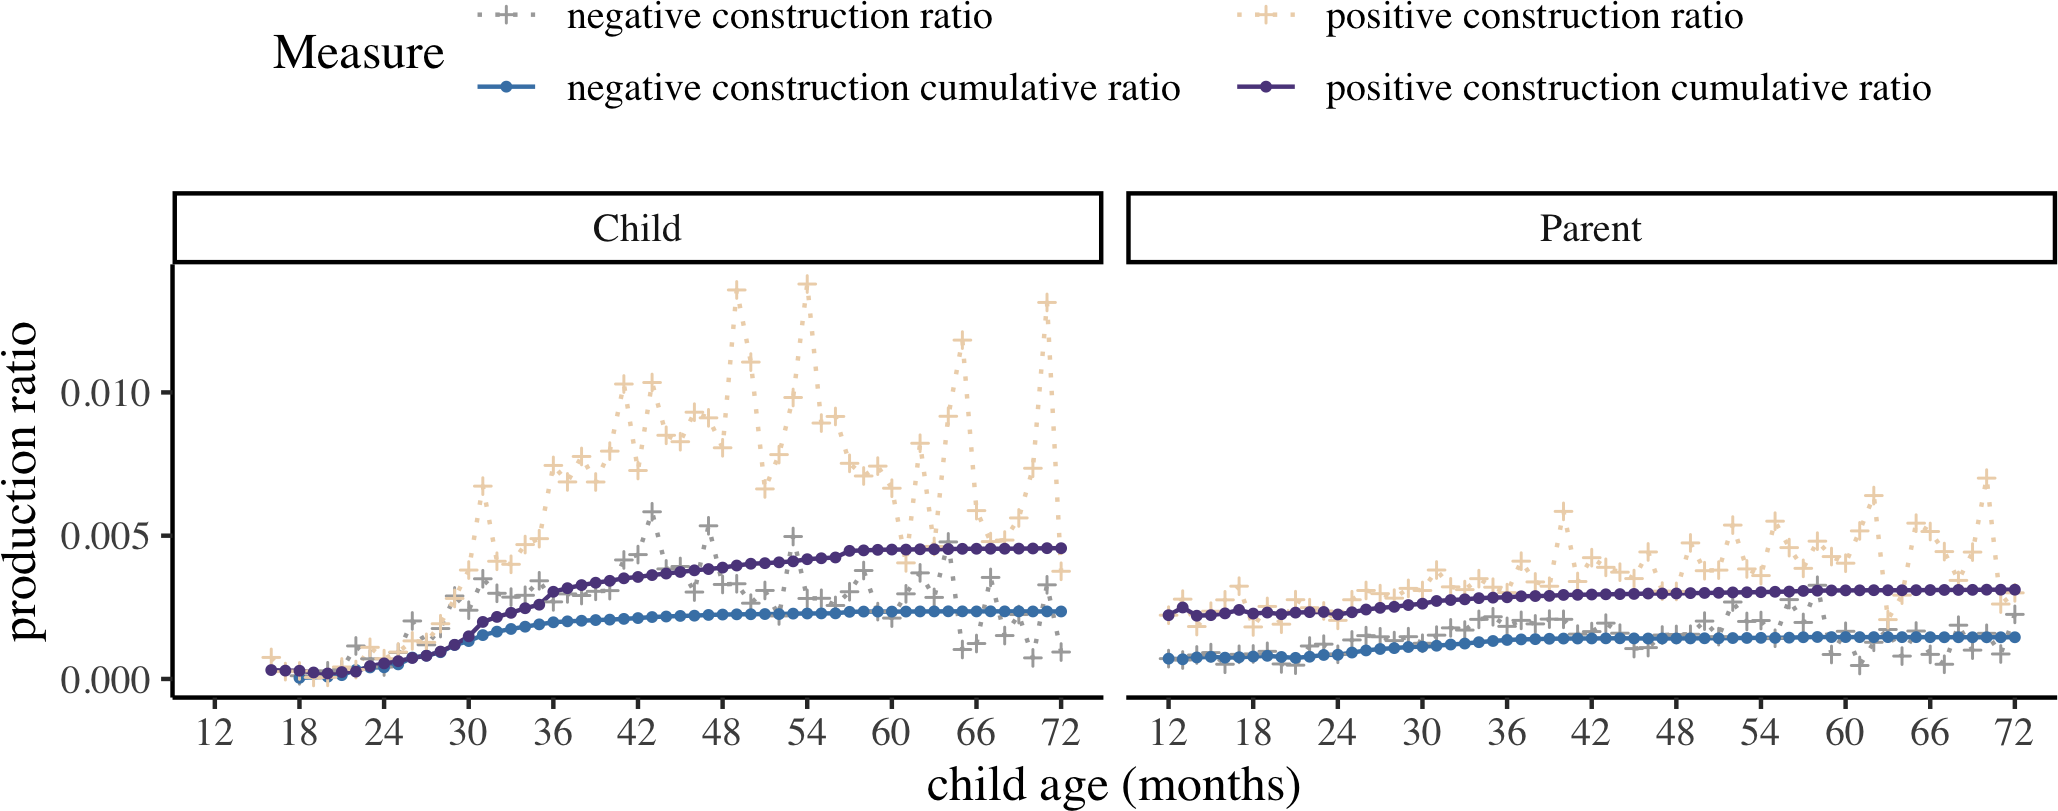 Measure
negative construction ratio
positive construction ratio
negative construction cumulative ratio
positive construction cumulative ratio
Child
Parent
production ratio
0.010
0.005
0.000
12 18 24 30 36 42 48 54 60 66 72
12 18 24 30 36 42 48 54 60 66 72
child age (months)